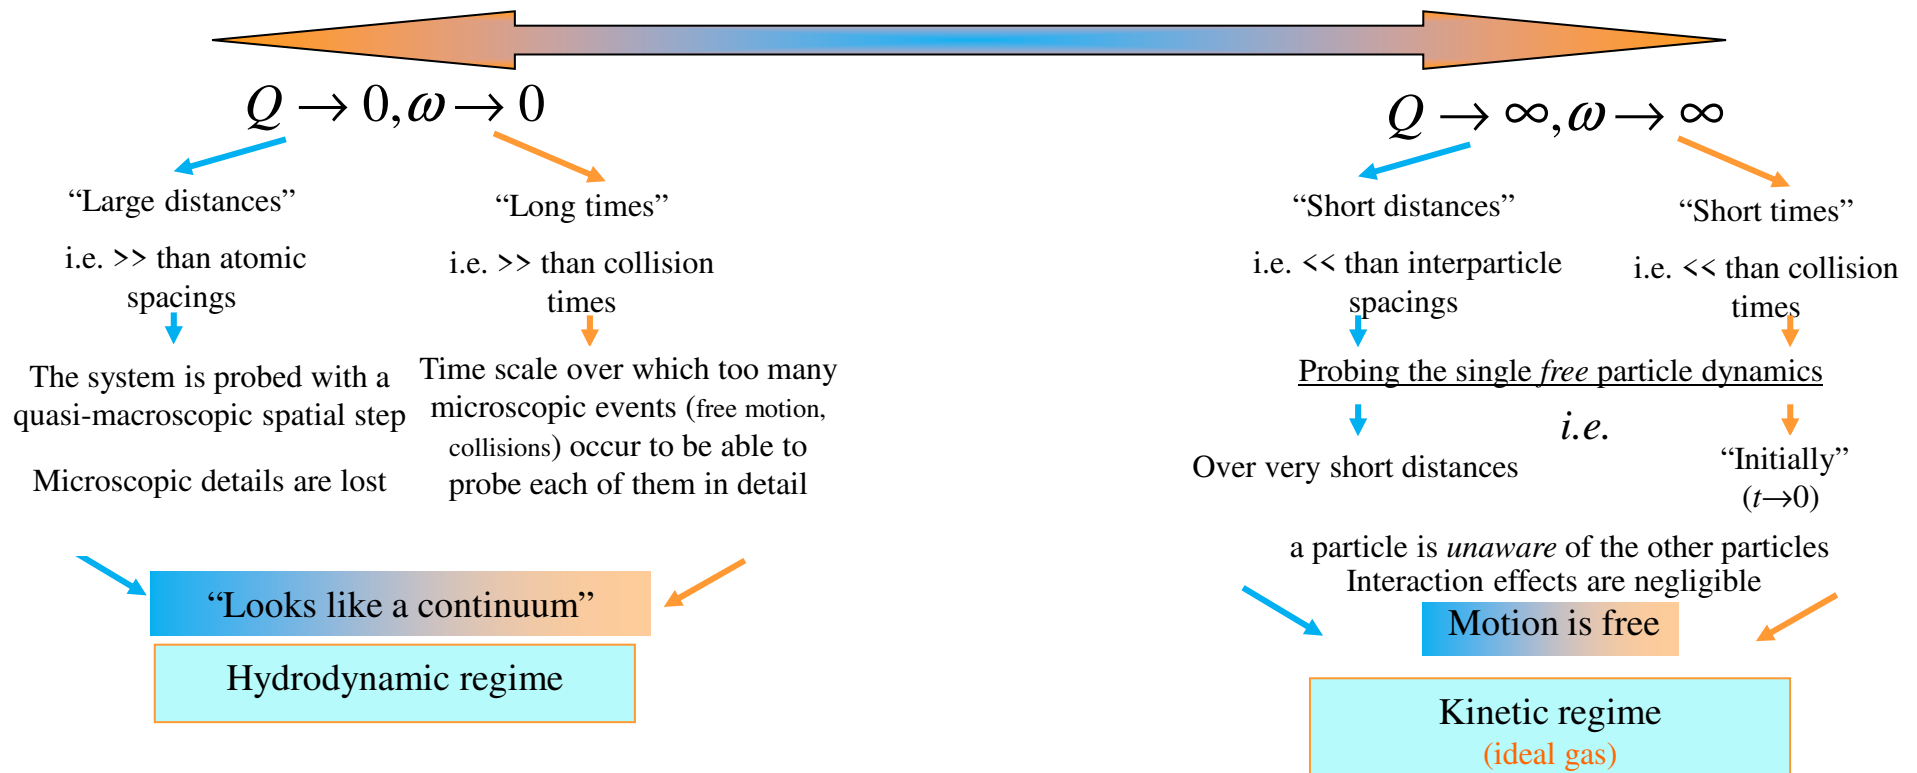 Q → 0, ω → 0
“Large distances”
i.e. >> than atomic
spacings
The system is probed with a
quasi-macroscopic spatial step
Microscopic details are lost
“Long times”
i.e. >> than collision
times
Time scale over which too many
microscopic events (free motion,
collisions) occur to be able to
probe each of them in detail
“Looks like a continuum”
Hydrodynamic regime
Q → ∞, ω → ∞
“Short distances”
i.e. << than interparticle
spacings
“Short times”
i.e. << than collision
times
Probing the single free particle dynamics
i.e.
Over very short distances
“Initially”
(t→0)
a particle is unaware of the other particles
Interaction effects are negligible
Motion is free
Kinetic regime
(ideal gas)